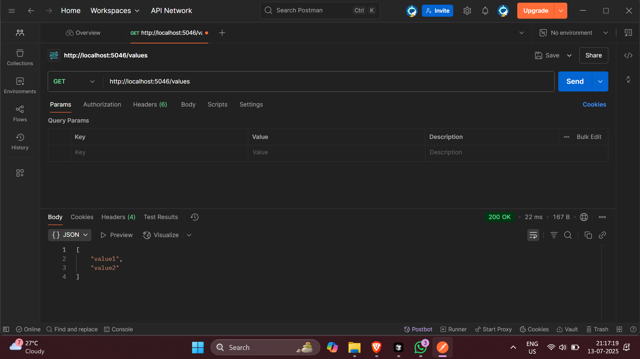 Home Workspaces API Network Search Postman Ctrl K Invite Upgrade
Overview GET http://localhost:5046/va No environment
http://localhost:5046/values Save Share
GET http://localhost:5046/values Send
Params Authorization Headers (6) Body Scripts Settings Cookies
Query Params
Key Value Description Bulk Edit
Key Value Description
Collections
Environments
Flows
History
Body Cookies Headers (4) Test Results 200 OK 22 ms 167 B
{ } JSON Preview Visualize
1 [
2 "value1",
3 "value2"
4 ]
Online Find and replace Console Postbot Runner Start Proxy Cookies Vault Trash
7 27°C
Cloudy
Search
ENG
US
21:17:19
13-07-2025